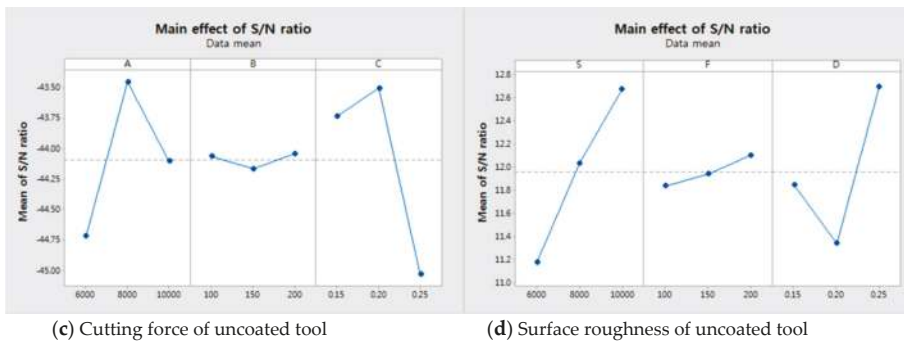 Main effect of S/N ratio
Data mean
A B C
Mean of S/N ratio
-43.50
-43.75
-44.00
-44.25
-44.50
-44.75
-45.00
6000 8000 10000 100 150 200 0.15 0.20 0.25
(c) Cutting force of uncoated tool
Main effect of S/N ratio
Data mean
S F D
Mean of S/N ratio
12.8
12.6
12.4
12.2
12.0
11.8
11.6
11.4
11.2
11.0
6000 8000 10000 100 150 200 0.15 0.20 0.25
(d) Surface roughness of uncoated tool